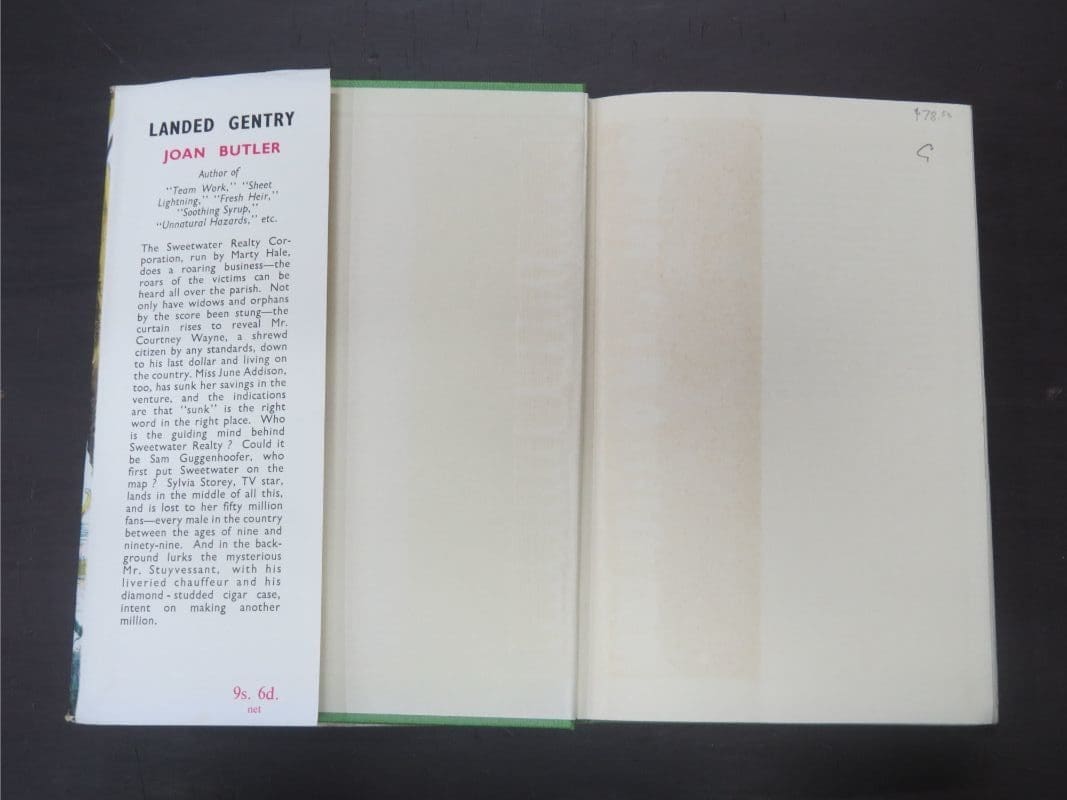 LANDED GENTRY
JOAN BUTLER
Author of
"Team Work," "Sheet
Lightning," "Fresh Heir,"
"Soothing Syrup,"
"Unnatural Hazards," etc.
The Sweetwater Realty Cor-
poration, run by Marty Hale,
does a roaring business—the
roars of the victims can be
heard all over the parish. Not
only have widows and orphans
by the score been stung—the
curtain rises to reveal Mr.
Courtney Wayne, a shrewd
citizen by any standards, down
to his last dollar and living on
the country. Miss June Addison,
too, has sunk her savings in the
venture, and the indications
are that "sunk" is the right
word in the right place. Who
is the guiding mind behind
Sweetwater Realty ? Could it
be Sam Guggenhoofer, who
first put Sweetwater on the
map ? Sylvia Storey, TV star,
lands in the middle of all this,
and is lost to her fifty million
fans—every male in the country
between the ages of nine and
ninety-nine. And in the back-
ground lurks the mysterious
Mr. Stuyvessant, with his
liveried chauffeur and his
diamond - studded cigar case,
intent on making another
million.
9s. 6d.
net